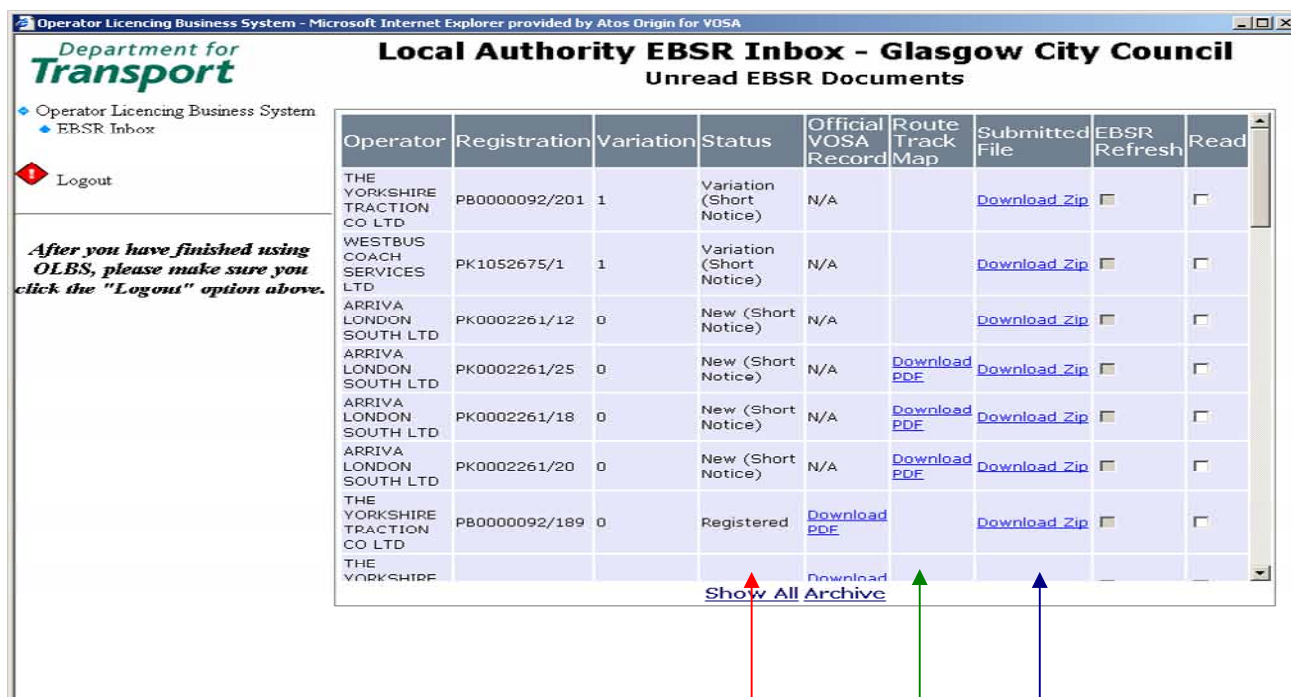 Operator Licencing Business System - Microsoft Internet Explorer provided by Atos Origin for VOSA
Department for
Transport
Local Authority EBSR Inbox - Glasgow City Council
Unread EBSR Documents
Operator Licencing Business System
EBSR Inbox
Logout
After you have finished using
OLBS, please make sure you
click the "Logout" option above.
Operator Registration Variation Status Official VOSA Record Route Track Map Submitted File EBSR Refresh Read
THE YORKSHIRE TRACTION CO LTD PB0000092/201 1 Variation (Short Notice) N/A Download Zip
WESTBUS COACH SERVICES LTD PK1052675/1 1 Variation (Short Notice) N/A Download Zip
ARRIVA LONDON SOUTH LTD PK0002261/12 0 New (Short Notice) N/A Download Zip
ARRIVA LONDON SOUTH LTD PK0002261/25 0 New (Short Notice) N/A Download PDF Download Zip
ARRIVA LONDON SOUTH LTD PK0002261/18 0 New (Short Notice) N/A Download PDF Download Zip
ARRIVA LONDON SOUTH LTD PK0002261/20 0 New (Short Notice) N/A Download PDF Download Zip
THE YORKSHIRE TRACTION CO LTD PB0000092/189 0 Registered Download PDF Download Zip
THE YORKSHIRE Download
Show All Archive